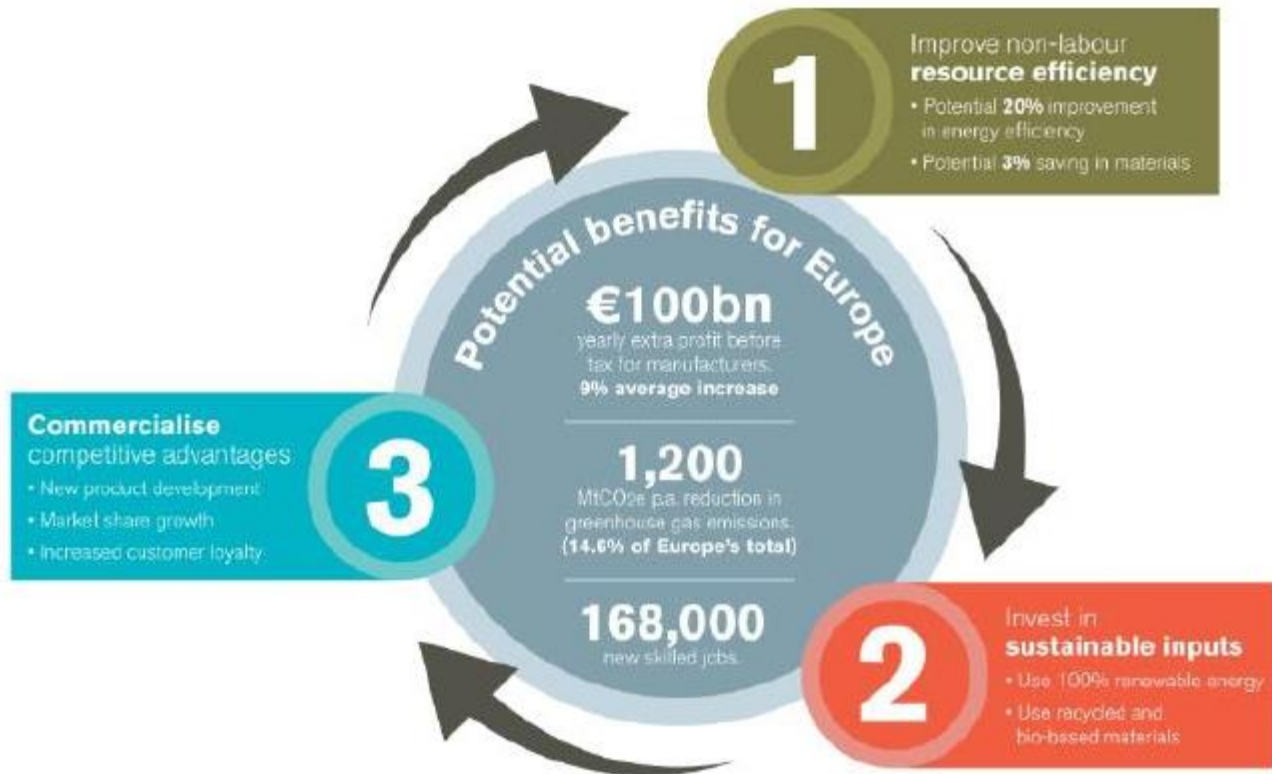 1
Improve non-labour
resource efficiency
• Potential 20% improvement
in energy efficiency
• Potential 3% saving in materials
Potential benefits for Europe
€100bn
yearly extra profit before
tax for manufacturers.
9% average increase
1,200
MtCO2e p.a. reduction in
greenhouse gas emissions.
(14.6% of Europe's total)
168,000
new skilled jobs.
2
Invest in
sustainable inputs
• Use 100% renewable energy
• Use recycled and
bio-based materials
3
Commercialise
competitive advantages
• New product development
• Market share growth
• Increased customer loyalty